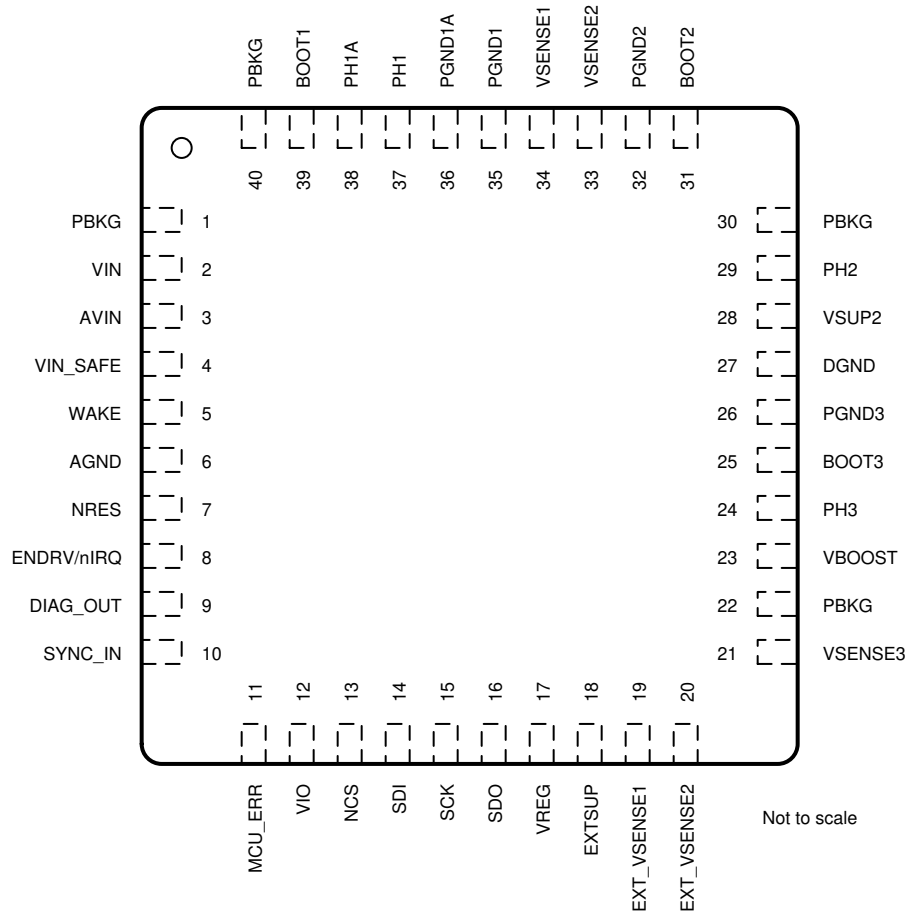 PBKG
BOOT1
PH1A
PH1
PGND1A
PGND1
VSENSE1
VSENSE2
PGND2
BOOT2
40
39
38
37
36
35
34
33
32
31
PBKG 1
VIN 2
AVIN 3
VIN_SAFE 4
WAKE 5
AGND 6
NRES 7
ENDRV/nIRQ 8
DIAG_OUT 9
SYNC_IN 10
30 PBKG
29 PH2
28 VSUP2
27 DGND
26 PGND3
25 BOOT3
24 PH3
23 VBOOST
22 PBKG
21 VSENSE3
11
12
13
14
15
16
17
18
19
20
MCU_ERR
VIO
NCS
SDI
SCK
SDO
VREG
EXTSUP
EXT_VSENSE1
EXT_VSENSE2
Not to scale